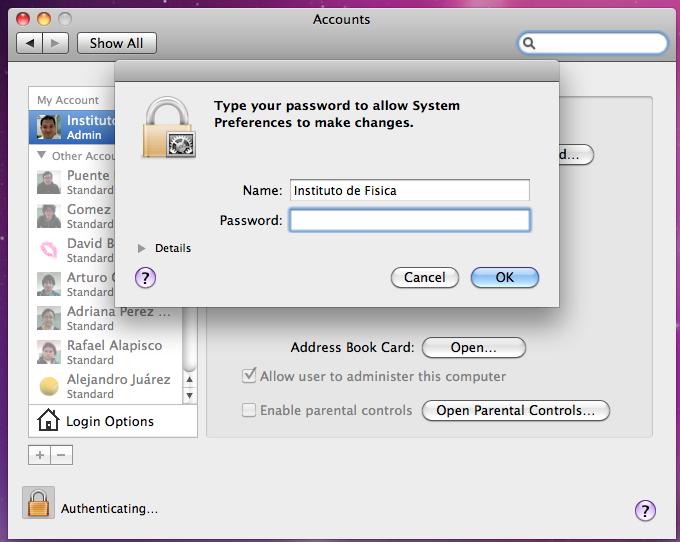 Accounts
Show All
My Account
Institut
Admin
Other Accou
Puente
Standard
Gomez
Standard
David B
Standard
Arturo
Standard
Adriana Perez ...
Standard
Rafael Alapisco
Standard
Alejandro Juárez
Standard
Login Options
Type your password to allow System
Preferences to make changes.
Name: Instituto de Fisica
Password:
Details
?
Cancel
OK
d...
Address Book Card: Open...
Allow user to administer this computer
Enable parental controls Open Parental Controls...
+ −
Authenticating...
?